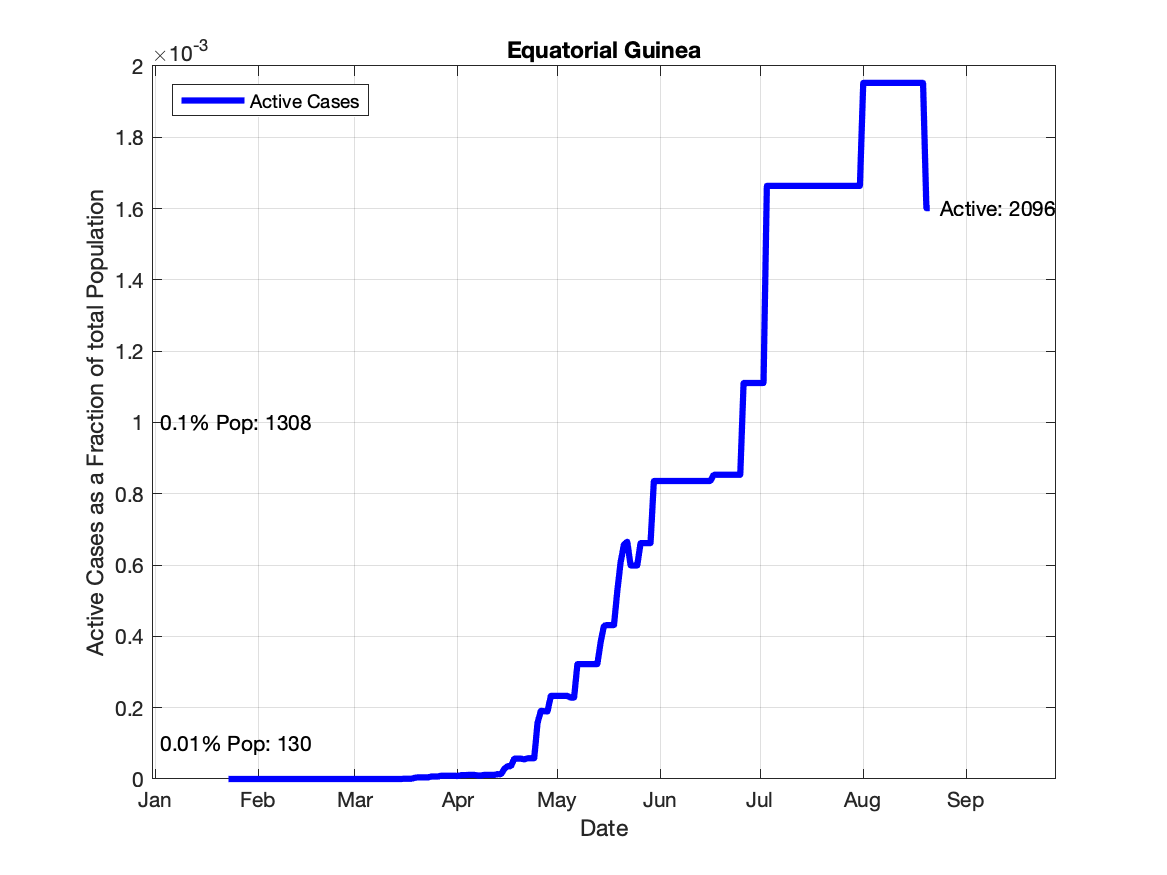 Equatorial Guinea
×10-3
Active Cases
2
1.8
1.6
1.4
1.2
1
0.8
0.6
0.4
0.2
0
Active Cases as a Fraction of total Population
Active: 2096
0.1% Pop: 1308
0.01% Pop: 130
Jan Feb Mar Apr May Jun Jul Aug Sep
Date